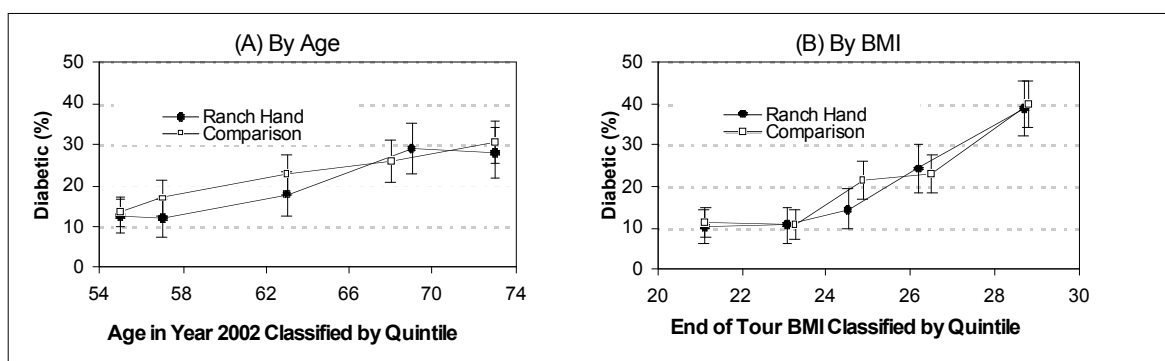 (A) By Age
50
40
30
20
10
0
Diabetic (%)
Ranch Hand
Comparison
54 58 62 66 70 74
Age in Year 2002 Classified by Quintile
(B) By BMI
50
40
30
20
10
0
Diabetic (%)
Ranch Hand
Comparison
20 22 24 26 28 30
End of Tour BMI Classified by Quintile